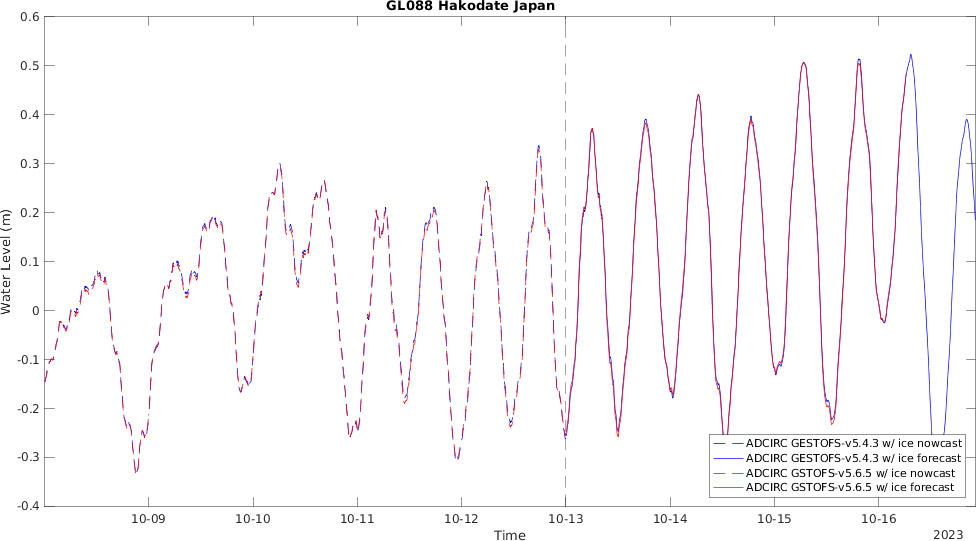 GL088 Hakodate Japan
0.6
0.5
0.4
0.3
0.2
0.1
0
-0.1
-0.2
-0.3
-0.4
Water Level (m)
ADCIRC GESTOFS-v5.4.3 w/ ice nowcast
ADCIRC GESTOFS-v5.4.3 w/ ice forecast
ADCIRC GSTOFS-v5.6.5 w/ ice nowcast
ADCIRC GSTOFS-v5.6.5 w/ ice forecast
10-09 10-10 10-11 10-12 10-13 10-14 10-15 10-16
Time
2023